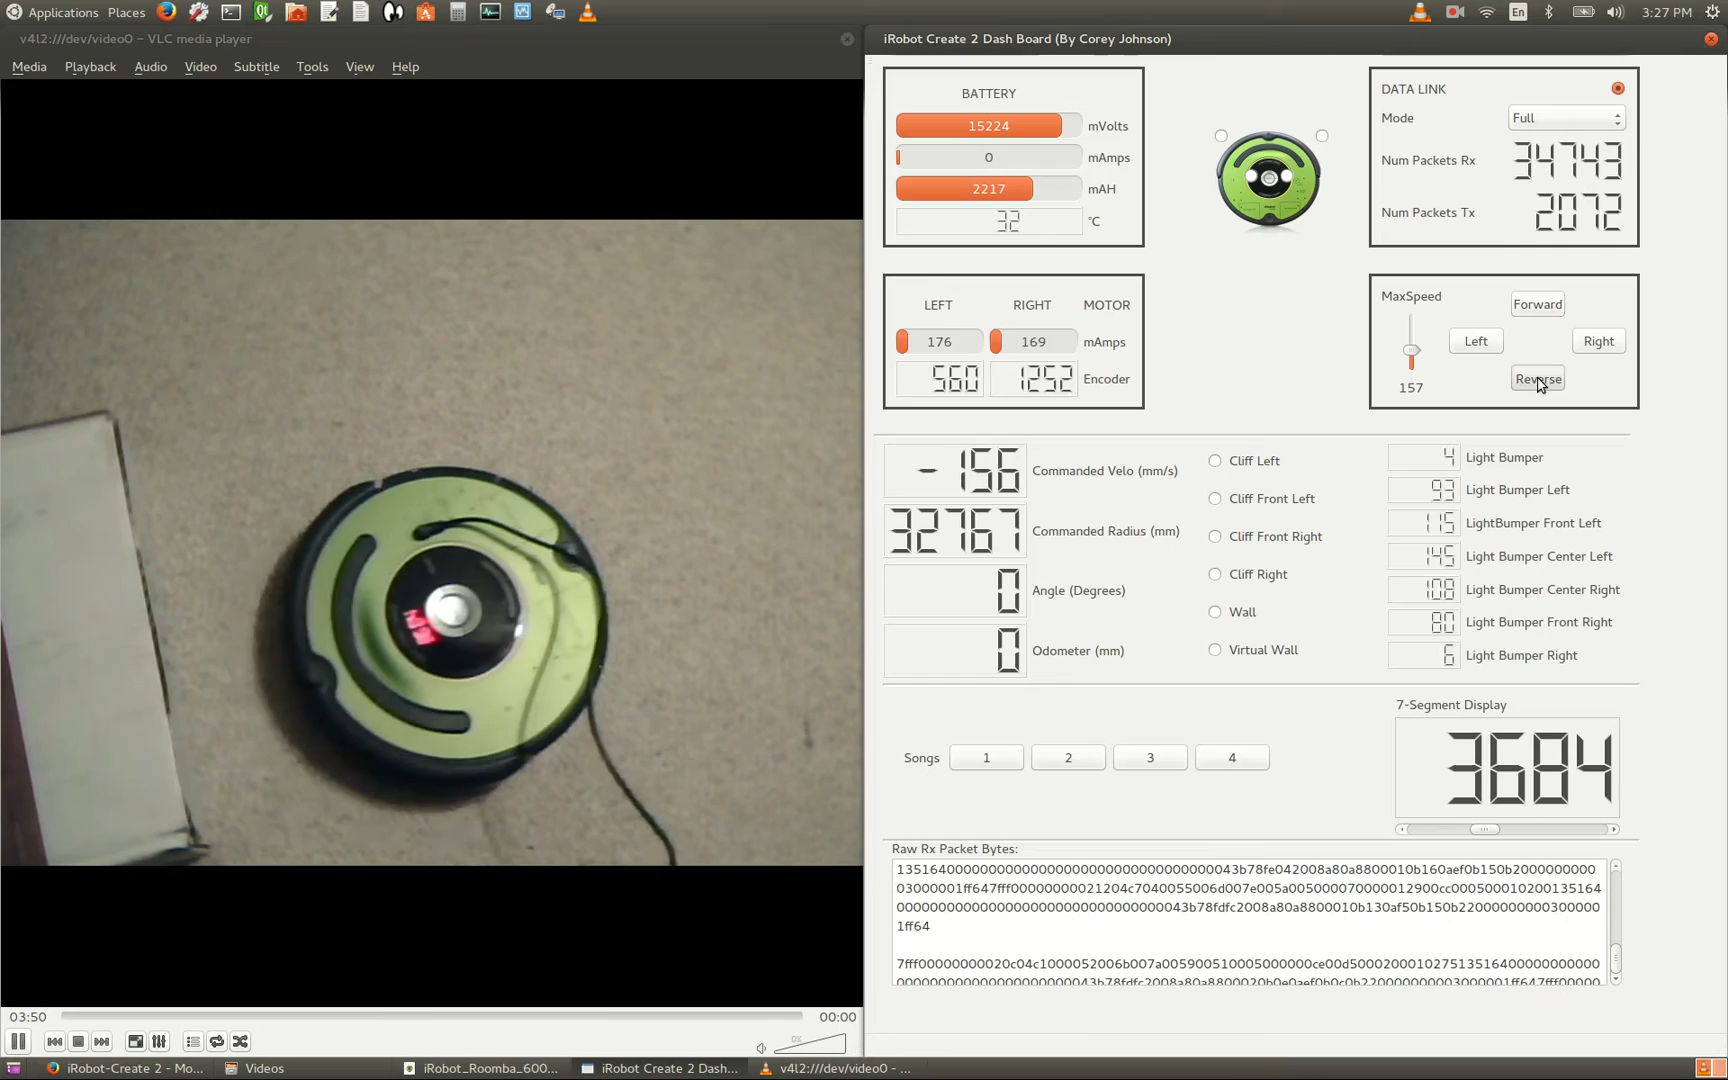 Applications Places
En
3:27 PM
v4l2:///dev/video0 - VLC media player
Media Playback Audio Video Subtitle Tools View Help
03:50
00:00
0%
iRobot Create 2 Dash Board (By Corey Johnson)
BATTERY
15224 mVolts
0 mAmps
2217 mAH
32 °C
DATA LINK
Mode Full
Num Packets Rx 34743
Num Packets Tx 2072
LEFT RIGHT MOTOR
176 169 mAmps
560 1252 Encoder
MaxSpeed
157
Forward
Left Right
Reverse
-156 Commanded Velo (mm/s)
32767 Commanded Radius (mm)
0 Angle (Degrees)
0 Odometer (mm)
Cliff Left
Cliff Front Left
Cliff Front Right
Cliff Right
Wall
Virtual Wall
4 Light Bumper
93 Light Bumper Left
115 LightBumper Front Left
145 Light Bumper Center Left
108 Light Bumper Center Right
80 Light Bumper Front Right
6 Light Bumper Right
Songs 1 2 3 4
7-Segment Display
3684
Raw Rx Packet Bytes:
1ff64
iRobot-Create 2 - Mo...
Videos
iRobot_Roomba_600...
iRobot Create 2 Dash...
v4l2:///dev/video0 - ...